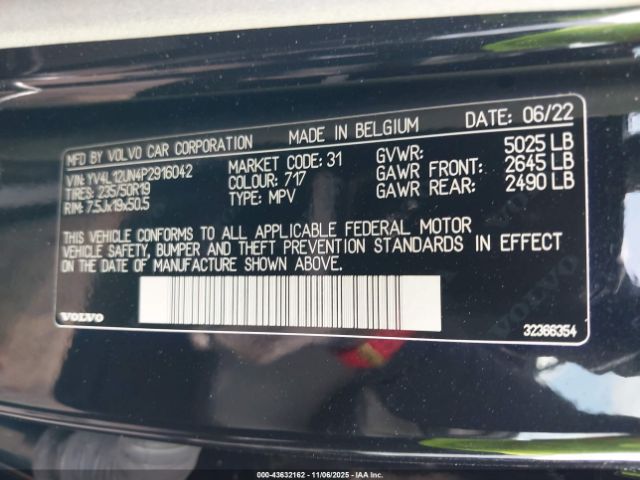 MFD BY VOLVO CAR CORPORATION MADE IN BELGIUM DATE: 06/22
VIN: YV4L12UN4P2916042 MARKET CODE: 31 GVWR: 5025 LB
TIRES: 235/50R19 COLOUR: 717 GAWR FRONT: 2645 LB
RIM: 7.5Jx19x50.5 TYPE: MPV GAWR REAR: 2490 LB
THIS VEHICLE CONFORMS TO ALL APPLICABLE FEDERAL MOTOR
VEHICLE SAFETY, BUMPER AND THEFT PREVENTION STANDARDS IN EFFECT
ON THE DATE OF MANUFACTURE SHOWN ABOVE.
VOLVO 32366354
000-43632162 - 11/06/2025 - IAA Inc.